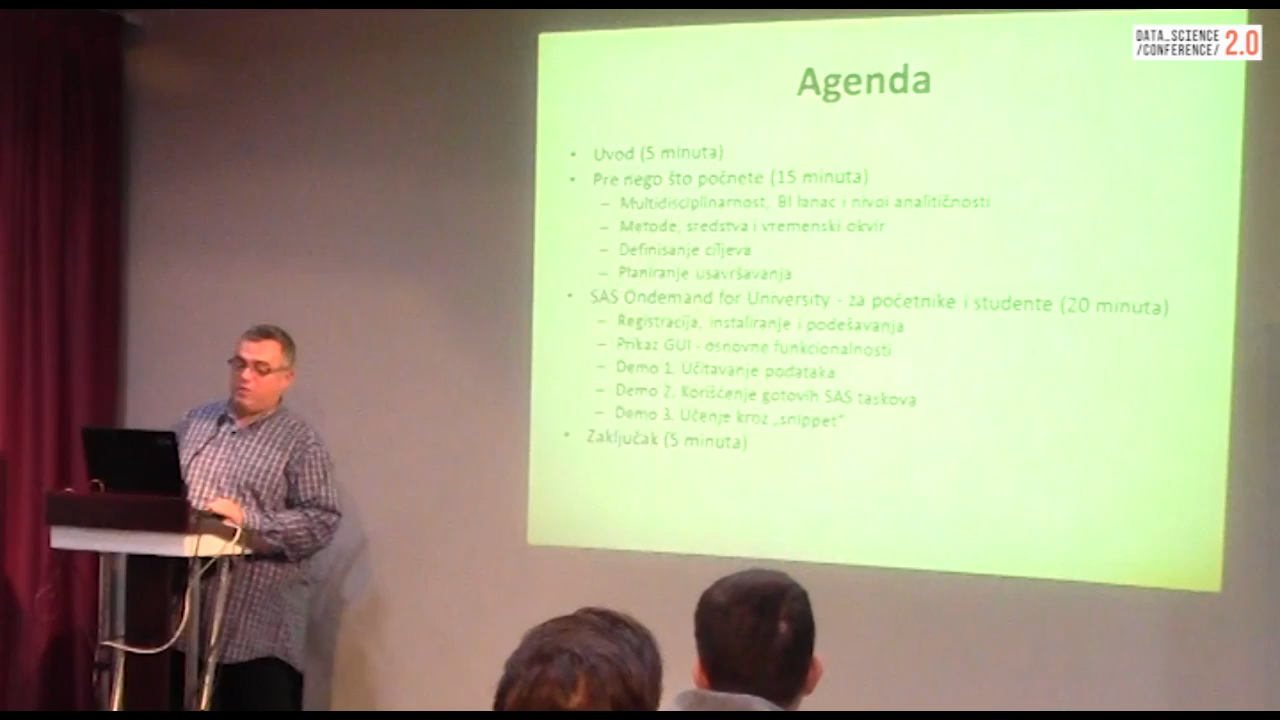 DATA_SCIENCE
/CONFERENCE/ 2.0
Agenda
• Uvod (5 minuta)
• Pre nego što počnete (15 minuta)
– Multidisciplinarnost, BI lanac i nivoi analitičnosti
– Metode, sredstva i vremenski okvir
– Definisanje ciljeva
– Planiranje usavršavanja
• SAS Ondemand for University - za početnike i studente (20 minuta)
– Registracija, instaliranje i podešavanja
– Prikaz GUI - osnovne funkcionalnosti
– Demo 1. Učitavanje podataka
– Demo 2. Korišćenje gotovih SAS taskova
– Demo 3. Učenje kroz „snippet“
• Zaključak (5 minuta)